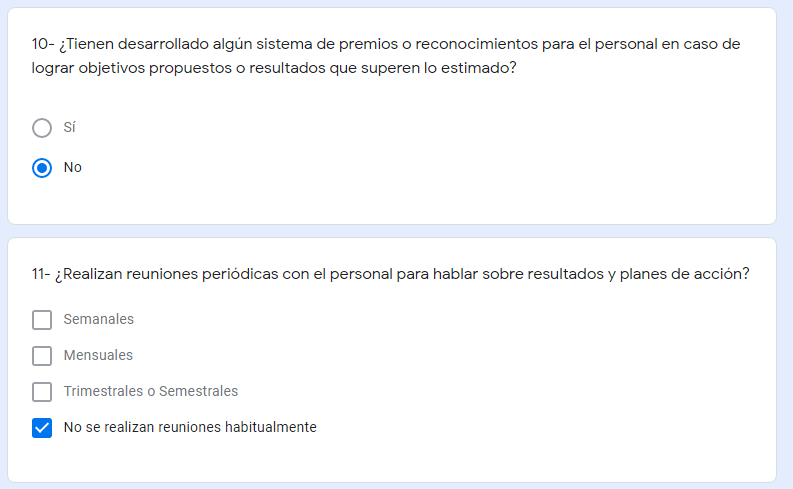 10- ¿Tienen desarrollado algún sistema de premios o reconocimientos para el personal en caso de
lograr objetivos propuestos o resultados que superen lo estimado?
Sí
No
11- ¿Realizan reuniones periódicas con el personal para hablar sobre resultados y planes de acción?
Semanales
Mensuales
Trimestrales o Semestrales
No se realizan reuniones habitualmente